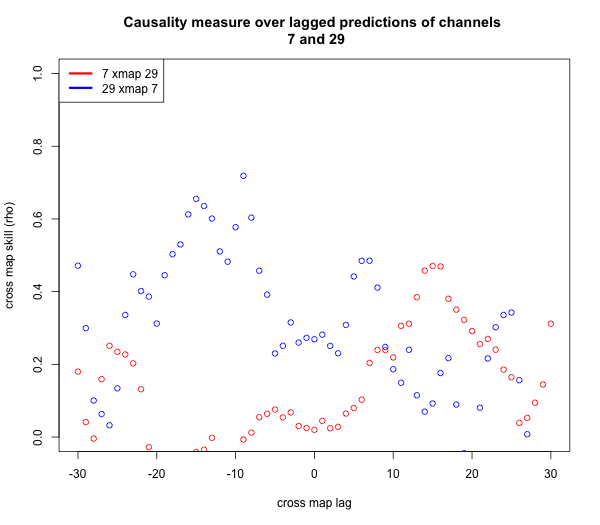 Causality measure over lagged predictions of channels
7 and 29
7 xmap 29
29 xmap 7
cross map skill (rho)
1.0
0.8
0.6
0.4
0.2
0.0
-30 -20 -10 0 10 20 30
cross map lag